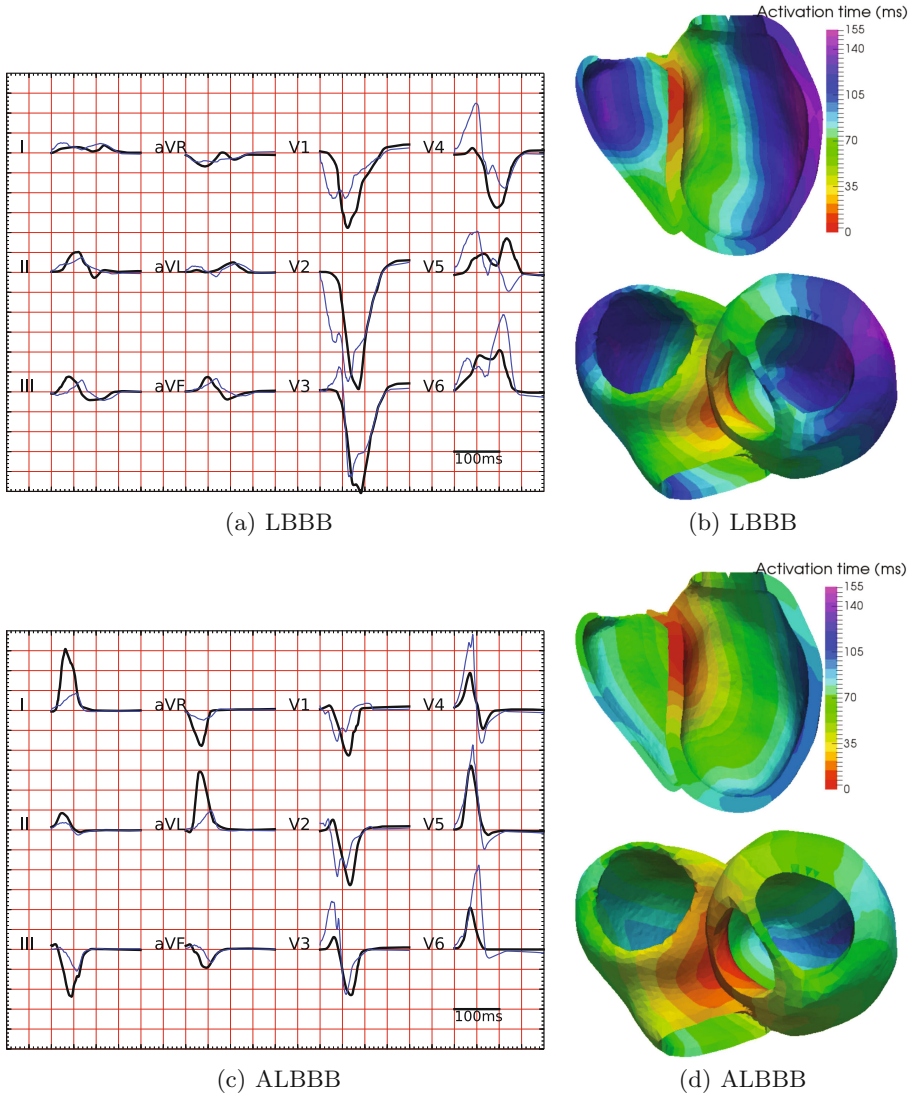 I aVR V1 V4
II aVL V2 V5
III aVF V3 V6
100ms
(a) LBBB
Activation time (ms)
155
140
105
70
35
0
(b) LBBB
I aVR V1 V4
II aVL V2 V5
III aVF V3 V6
100ms
(c) ALBBB
Activation time (ms)
155
140
105
70
35
0
(d) ALBBB